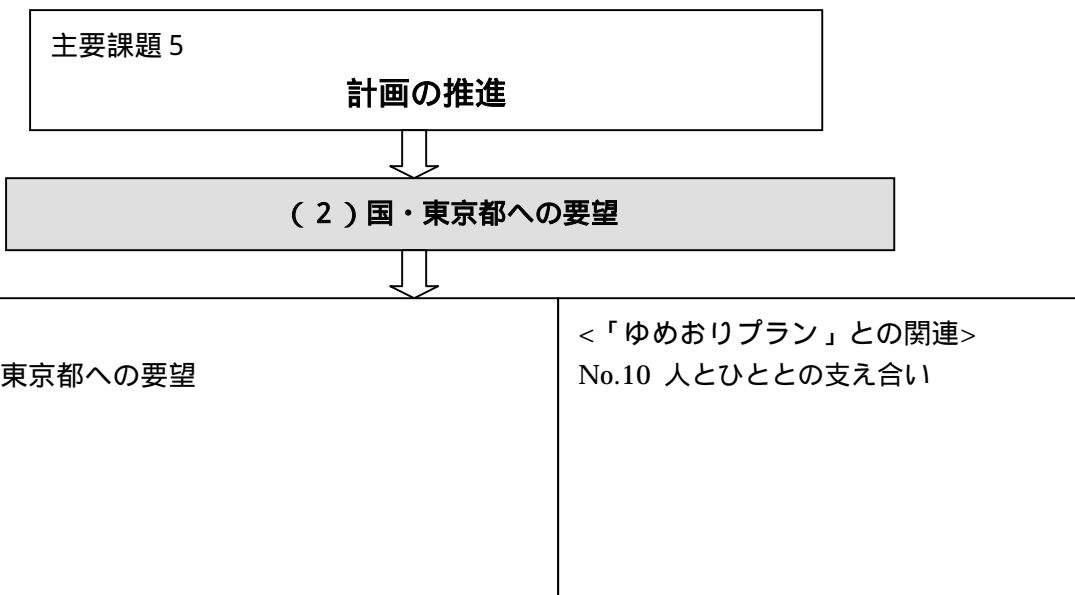 主要課題5
計画の推進
(2)国・東京都への要望
東京都への要望
<「ゆめおりプラン」との関連>
No.10 人とひととの支え合い